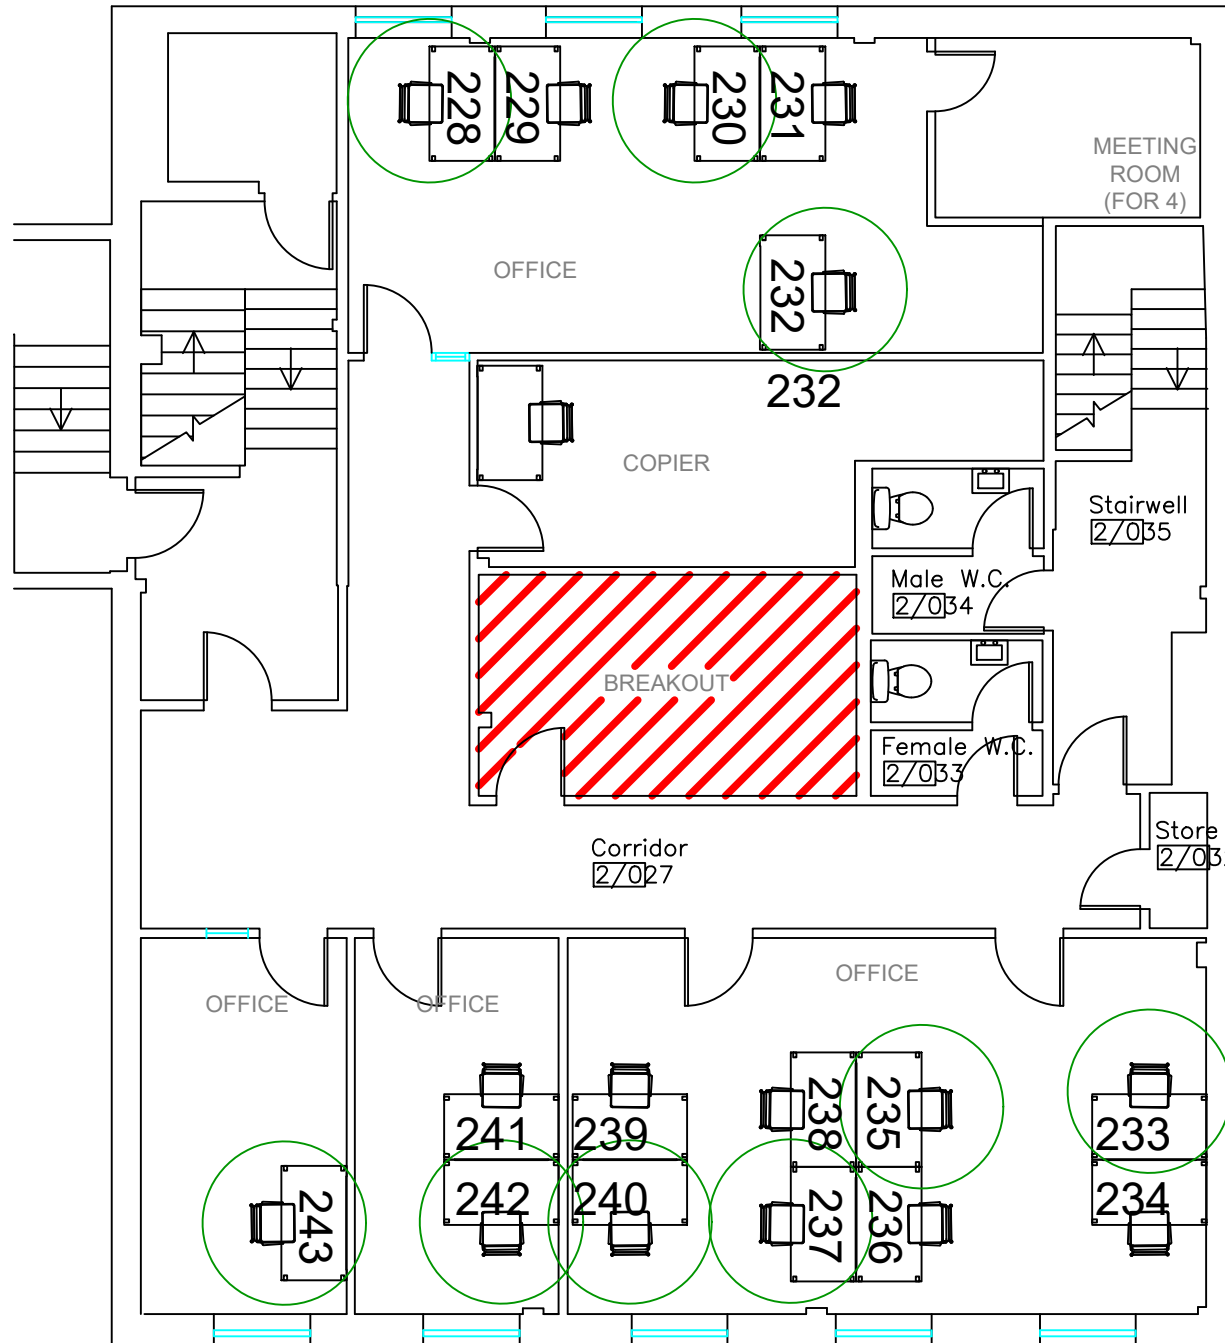 228
229
230
231
MEETING
ROOM
(FOR 4)
OFFICE
232
232
COPIER
Stairwell
2/035
Male W.C.
2/034
BREAKOUT
Female W.C.
2/033
Corridor
2/027
Store
OFFICE
OFFICE
OFFICE
241
239
238
235
233
242
240
237
236
234
243